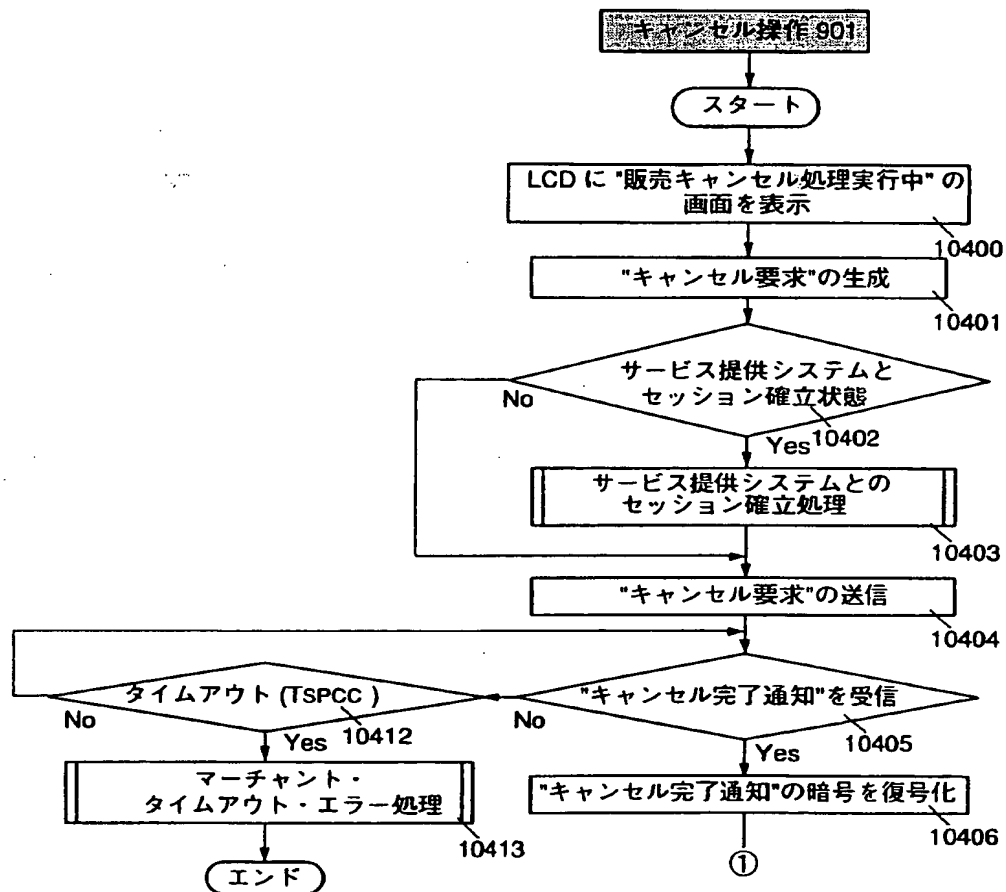 キャンセル操作 901
スタート
LCD に "販売キャンセル処理実行中" の
画面を表示
10400
"キャンセル要求"の生成
10401
サービス提供システムと
セッション確立状態
10402
No
Yes
サービス提供システムとの
セッション確立処理
10403
"キャンセル要求"の送信
10404
"キャンセル完了通知"を受信
10405
No
Yes
タイムアウト (TSPCC)
10412
No
Yes
マーチャント・
タイムアウト・エラー処理
10413
エンド
"キャンセル完了通知"の暗号を復号化
10406
①